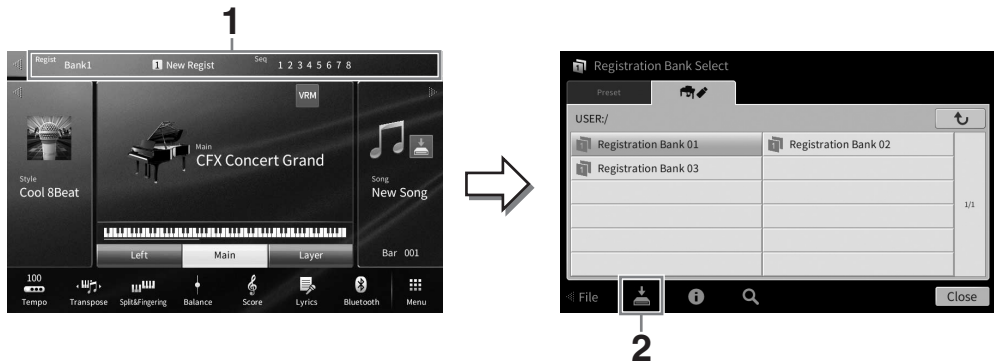 1
Regist Bank1 1 New Regist Seq 1 2 3 4 5 6 7 8
VRM
Main
CFX Concert Grand
Style
Cool 8Beat
Song
New Song
Left Main Layer
Bar 001
100
Tempo Transpose Split&Fingering Balance Score Lyrics Bluetooth Menu
Registration Bank Select
Preset
USER:/
Registration Bank 01 Registration Bank 02
Registration Bank 03
1/1
File Close
2